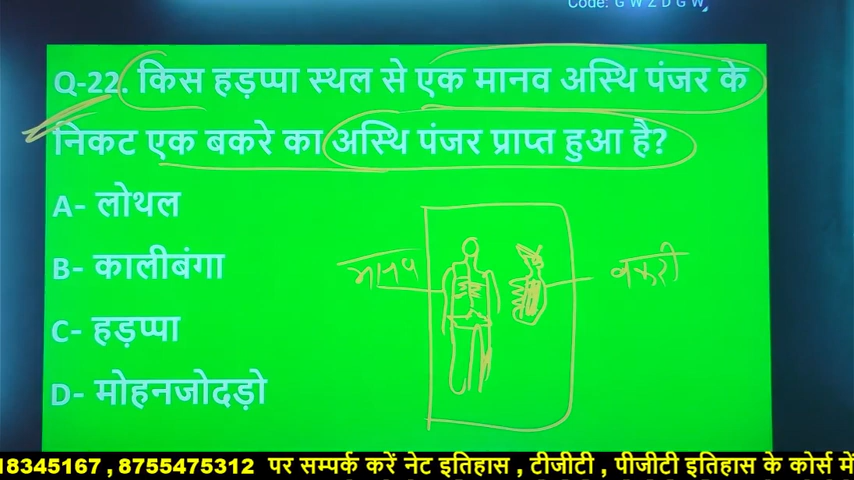 Code: G W Z D G W
Q-22. किस हड़प्पा स्थल से एक मानव अस्थि पंजर के
निकट एक बकरे का अस्थि पंजर प्राप्त हुआ है?
A- लोथल
मानव
बकरी
B- कालीबंगा
C- हड़प्पा
D- मोहनजोदड़ो
18345167 , 8755475312 पर सम्पर्क करें नेट इतिहास , टीजीटी , पीजीटी इतिहास के कोर्स में